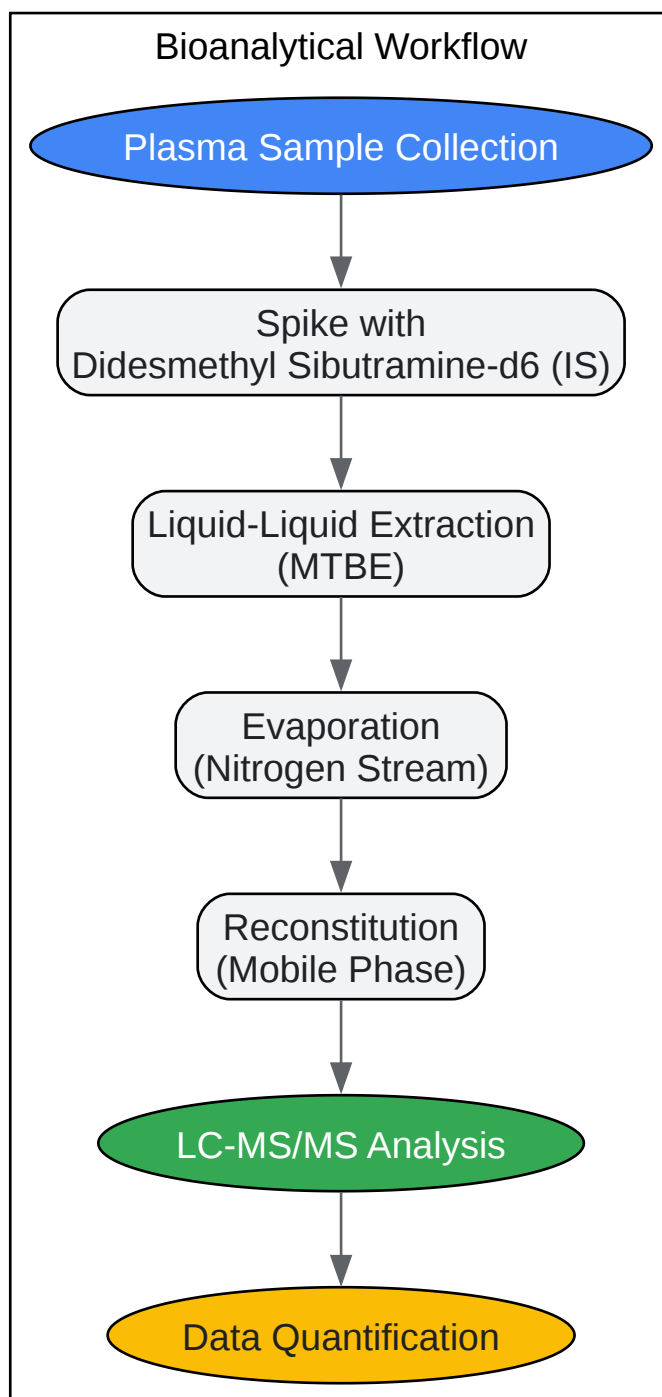 Bioanalytical Workflow
Plasma Sample Collection
Spike with
Didesmethyl Sibutramine-d6 (IS)
Liquid-Liquid Extraction
(MTBE)
Evaporation
(Nitrogen Stream)
Reconstitution
(Mobile Phase)
LC-MS/MS Analysis
Data Quantification